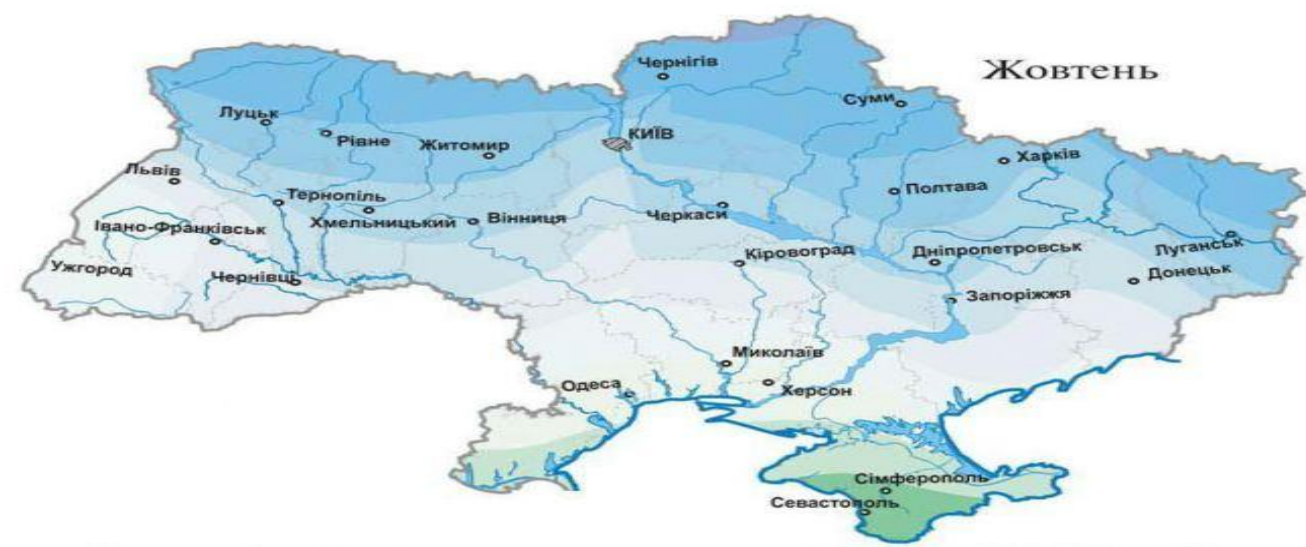 Жовтень
Чернігів
Суми
Луцьк
Рівне
Житомир
КИЇВ
Харків
Львів
Тернопіль
Полтава
Хмельницький
Вінниця
Черкаси
Івано-Франківськ
Кіровоград
Дніпропетровськ
Луганськ
Ужгород
Чернівці
Донецьк
Запоріжжя
Миколаїв
Одеса
Херсон
Сімферополь
Севастополь